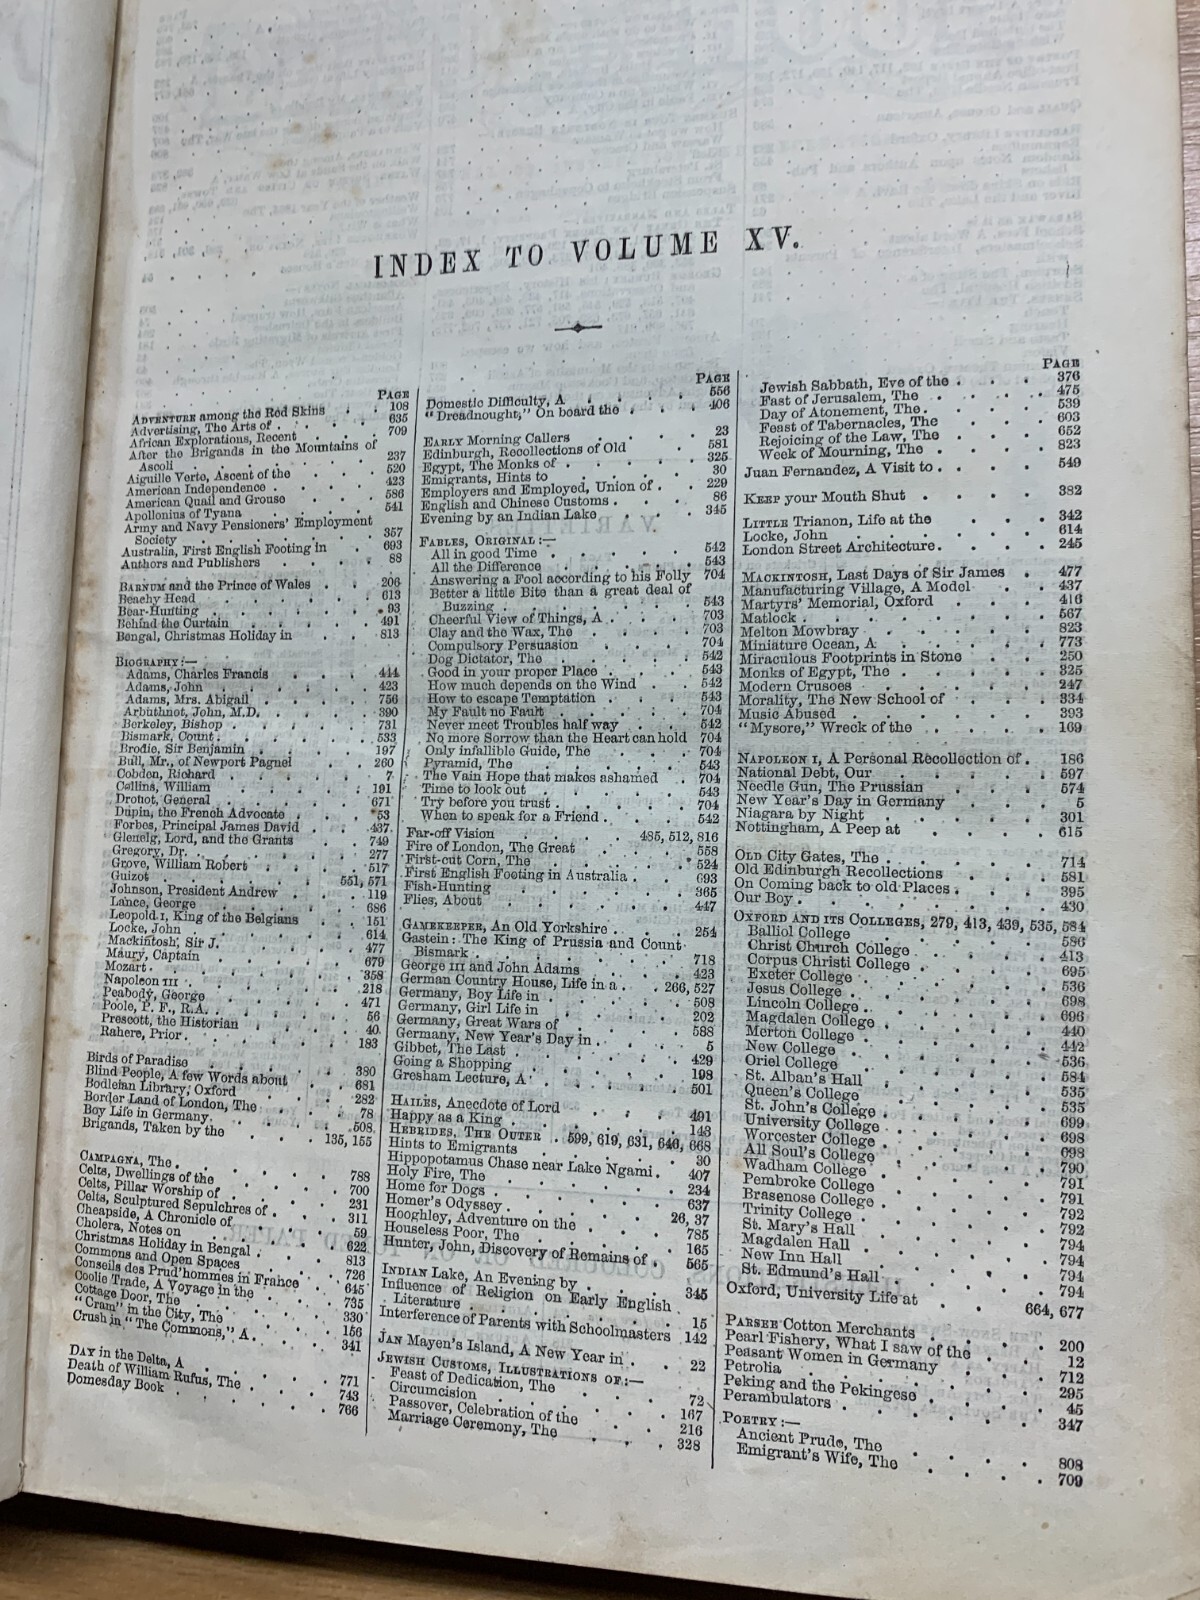 INDEX TO VOLUME XV.
PAGE
ADVENTURE among the Red Skins . . 108
Advertising, The Arts of . . . . 635
African Explorations, Recent . . . 709
After the Brigands in the Mountains of
Ascoli . . . . . 237
Aiguille Verte, Ascent of the . . . 520
American Independence . . . . 423
American Quail and Grouse . . . 586
Apollonius of Tyana . . . . 541
Army and Navy Pensioners' Employment
Society . . . . . 357
Australia, First English Footing in . . 693
Authors and Publishers . . . . 88
BARNUM and the Prince of Wales . . 206
Beachy Head . . . . . 613
Bear-Hunting . . . . . 93
Behind the Curtain . . . . 491
Bengal, Christmas Holiday in . . 813
BIOGRAPHY:—
Adams, Charles Francis . . . 444
Adams, John . . . . 423
Adams, Mrs. Abigail . . . 756
Arbuthnot, John, M.D. . . . 390
Berkeley, Bishop . . . . 731
Bismark, Count . . . . 533
Brodie, Sir Benjamin . . . 197
Bull, Mr., of Newport Pagnel . . 260
Cobden, Richard . . . . 7
Collins, William . . . . 191
Drouot, General . . . . 671
Dupin, the French Advocate . . 53
Forbes, Principal James David . . 437
Glenelg, Lord, and the Grants . . 749
Gregory, Dr. . . . . 277
Grove, William Robert . . . 517
Guizot . . . . 551, 571
Johnson, President Andrew . . 119
Lance, George . . . . 686
Leopold I, King of the Belgians . . 151
Locke, John . . . . 614
Mackintosh, Sir J. . . . 477
Maury, Captain . . . . 679
Mozart . . . . . 358
Napoleon III . . . . 218
Peabody, George . . . . 471
Poole, P. F., R.A. . . . . 56
Prescott, the Historian . . . 40
Rahere, Prior . . . . . 183
Birds of Paradise . . . . 380
Blind People, A few Words about . . 681
Bodleian Library, Oxford . . . 282
Border Land of London, The . . . 78
Boy Life in Germany . . . . 508
Brigands, Taken by the . . . 135, 155
CAMPAGNA, The . . . . . 788
Celts, Dwellings of the . . . . 700
Celts, Pillar Worship of . . . . 231
Celts, Sculptured Sepulchres of . . 311
Cheapside, A Chronicle of . . . 59
Cholera, Notes on . . . . 622
Christmas Holiday in Bengal . . . 813
Commons and Open Spaces . . . 726
Conseils des Prud'hommes in France . 645
Coolie Trade, A Voyage in the . . 735
Cottage Door, The . . . . 330
"Cram" in the City, The . . . 156
Crush in "The Commons," A . . . 341
DAY in the Delta, A . . . . 771
Death of William Rufus, The . . . 743
Domesday Book . . . . . 766
PAGE
Domestic Difficulty, A . . . . 556
"Dreadnought," On board the . . . 406
EARLY Morning Callers . . . . 23
Edinburgh, Recollections of Old . . 581
Egypt, The Monks of . . . . 325
Emigrants, Hints to . . . . 30
Employers and Employed, Union of . . 229
English and Chinese Customs . . . 86
Evening by an Indian Lake . . . 345
FABLES, ORIGINAL:—
All in good Time . . . . 542
All the Difference . . . . 543
Answering a Fool according to his Folly 704
Better a little Bite than a great deal of
Buzzing . . . . . 543
Cheerful View of Things, A . . . 703
Clay and the Wax, The . . . 703
Compulsory Persuasion . . . 704
Dog Dictator, The . . . . 542
Good in your proper Place . . . 543
How much depends on the Wind . . 542
How to escape Temptation . . . 543
My Fault no Fault . . . . 704
Never meet Troubles half way . . 542
No more Sorrow than the Heart can hold 704
Only infallible Guide, The . . . 704
Pyramid, The . . . . 543
The Vain Hope that makes ashamed . 704
Time to look out . . . . 543
Try before you trust . . . . 704
When to speak for a Friend . . . 542
Far-off Vision . . . 485, 512, 816
Fire of London, The Great . . . 558
First-cut Corn, The . . . . 524
First English Footing in Australia . . 693
Fish-Hunting . . . . . 365
Flies, About . . . . . 447
GAMEKEEPER, An Old Yorkshire . . . 254
Gastein: The King of Prussia and Count
Bismark . . . . . 718
George III and John Adams . . . 423
German Country House, Life in a . . 266, 527
Germany, Boy Life in . . . . 508
Germany, Girl Life in . . . . 202
Germany, Great Wars of . . . 588
Germany, New Year's Day in . . . 5
Gibbet, The Last . . . . 429
Going a Shopping . . . . 198
Gresham Lecture, A . . . . 501
HAILES, Anecdote of Lord . . . 491
Happy as a King . . . . 143
HEBRIDES, THE OUTER . 599, 619, 631, 646, 668
Hints to Emigrants . . . . 30
Hippopotamus Chase near Lake Ngami . 407
Holy Fire, The . . . . 234
Home for Dogs . . . . 637
Homer's Odyssey . . . . 26, 37
Hooghley, Adventure on the . . . 785
Houseless Poor, The . . . . 165
Hunter, John, Discovery of Remains of . 565
INDIAN Lake, An Evening by . . . 345
Influence of Religion on Early English
Literature . . . . . 15
Interference of Parents with Schoolmasters 142
JAN Mayen's Island, A New Year in . . 22
JEWISH CUSTOMS, ILLUSTRATIONS OF:—
Feast of Dedication, The . . . 72
Circumcision . . . . 167
Passover, Celebration of the . . 216
Marriage Ceremony, The . . . 328
PAGE
Jewish Sabbath, Eve of the . . . 376
Fast of Jerusalem, The . . . 475
Day of Atonement, The . . . 539
Feast of Tabernacles, The . . . 603
Rejoicing of the Law, The . . . 652
Week of Mourning, The . . . 823
Juan Fernandez, A Visit to . . . 549
KEEP your Mouth Shut . . . . 382
LITTLE Trianon, Life at the . . . 342
Locke, John . . . . . 614
London Street Architecture . . . 245
MACKINTOSH, Last Days of Sir James . 477
Manufacturing Village, A Model . . 437
Martyrs' Memorial, Oxford . . . 416
Matlock . . . . . 567
Melton Mowbray . . . . 823
Miniature Ocean, A . . . . 773
Miraculous Footprints in Stone . . 250
Monks of Egypt, The . . . . 325
Modern Crusoes . . . . 247
Morality, The New School of . . . 334
Music Abused . . . . . 393
"Mysore," Wreck of the . . . 169
NAPOLEON I, A Personal Recollection of . 186
National Debt, Our . . . . 597
Needle Gun, The Prussian . . . 574
New Year's Day in Germany . . . 5
Niagara by Night . . . . 301
Nottingham, A Peep at . . . . 615
OLD City Gates, The . . . . 714
Old Edinburgh Recollections . . . 581
On Coming back to old Places . . . 395
Our Boy . . . . . 430
OXFORD AND ITS COLLEGES, 279, 413, 439, 535, 584
Balliol College . . . . 586
Christ Church College . . . 413
Corpus Christi College . . . 695
Exeter College . . . . 536
Jesus College . . . . 698
Lincoln College . . . . 696
Magdalen College . . . . 440
Merton College . . . . 442
New College . . . . 536
Oriel College . . . . 584
St. Alban's Hall . . . . 535
Queen's College . . . . 535
St. John's College . . . . 699
University College . . . . 698
Worcester College . . . . 698
All Soul's College . . . . 790
Wadham College . . . . 791
Pembroke College . . . . 791
Brasenose College . . . . 792
Trinity College . . . . 792
St. Mary's Hall . . . . 794
Magdalen Hall . . . . 794
New Inn Hall . . . . 794
St. Edmund's Hall . . . . 794
Oxford, University Life at . . . 664, 677
PARSEE Cotton Merchants . . . 200
Pearl Fishery, What I saw of the . . 12
Peasant Women in Germany . . . 712
Petrolia . . . . . 295
Peking and the Pekingese . . . 45
Perambulators . . . . . 347
POETRY:—
Ancient Prude, The . . . . 808
Emigrant's Wife, The . . . . 709